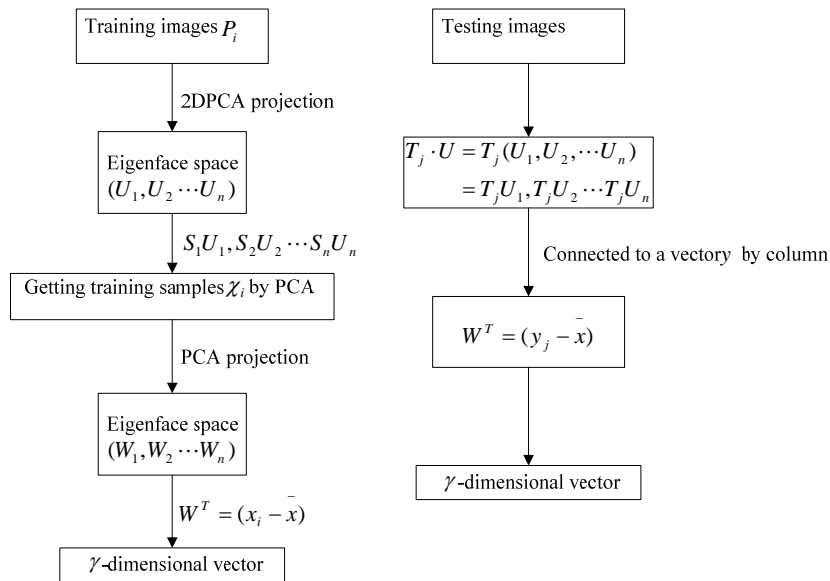 Training images P_i
2DPCA projection
Eigenface space
(U_1,U_2⋯U_n)
S_1U_1,S_2U_2⋯S_nU_n
Getting training samples χ_i by PCA
PCA projection
Eigenface space
(W_1,W_2⋯W_n)
W^T = (x_i − x̄)
γ-dimensional vector
Testing images
T_j · U = T_j(U_1,U_2,⋯U_n)
= T_jU_1,T_jU_2⋯T_jU_n
Connected to a vectory by column
W^T = (y_j − x̄)
γ-dimensional vector